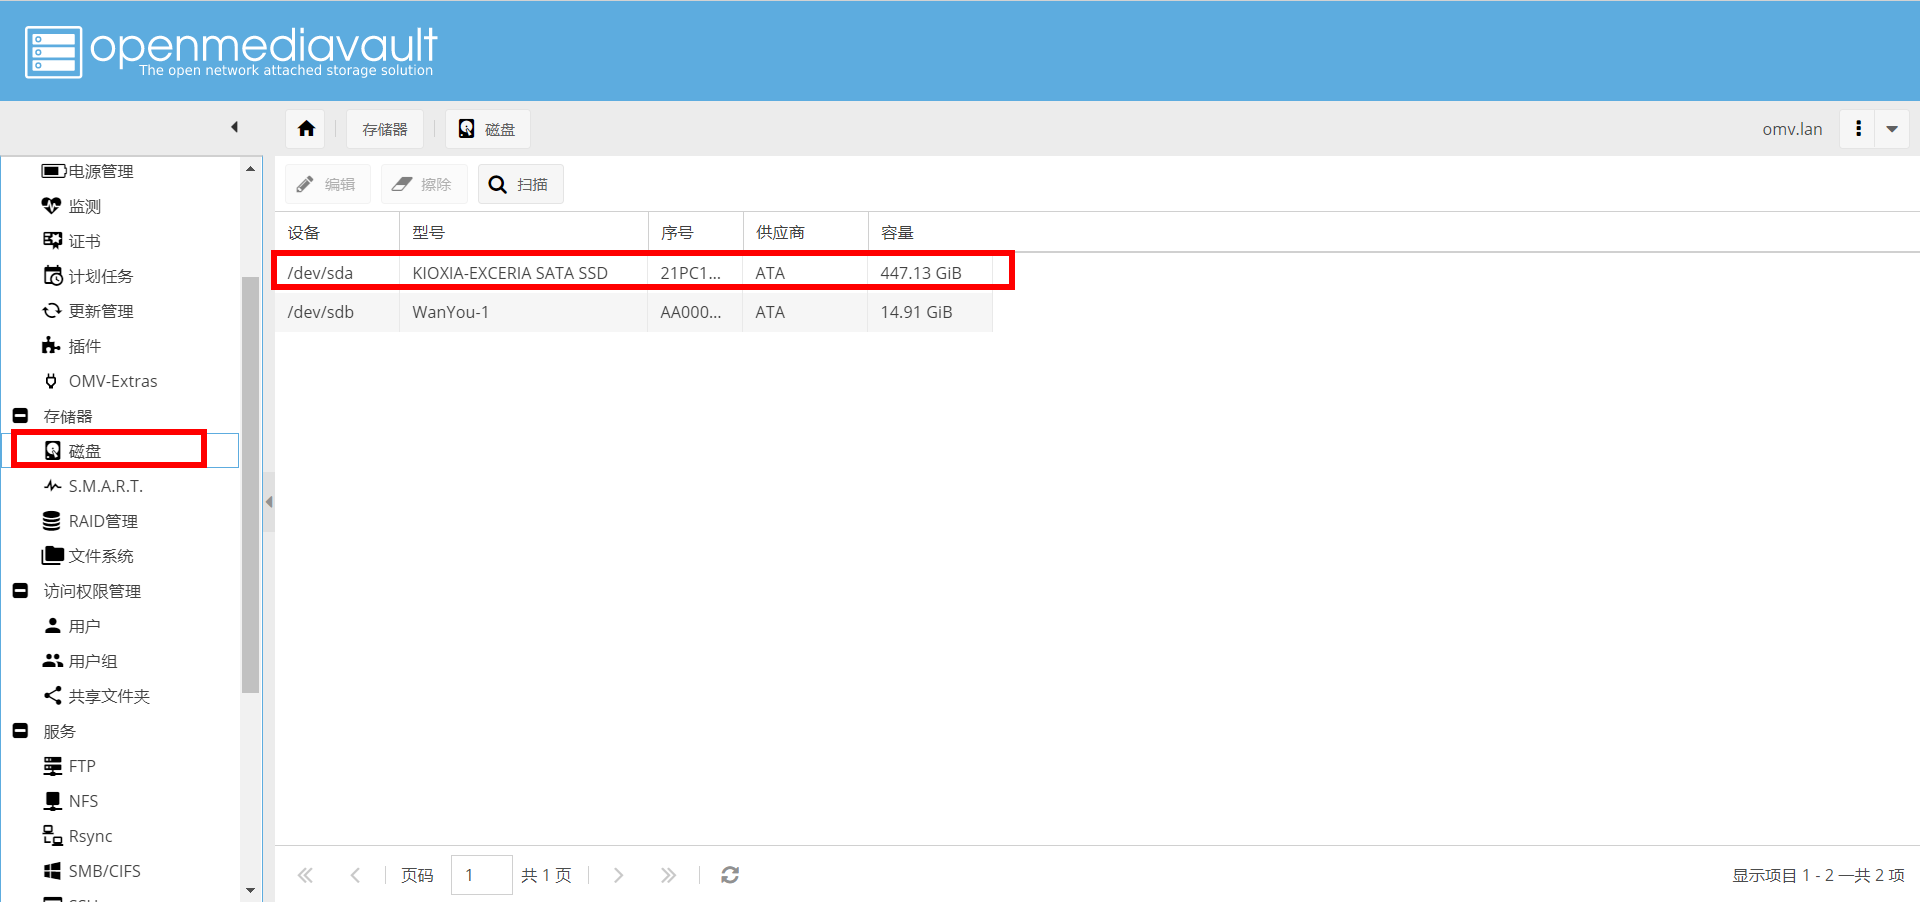 openmediavault
The open network attached storage solution
存储器
磁盘
omv.lan
电源管理
监测
证书
计划任务
更新管理
插件
OMV-Extras
存储器
磁盘
S.M.A.R.T.
RAID管理
文件系统
访问权限管理
用户
用户组
共享文件夹
服务
FTP
NFS
Rsync
SMB/CIFS
编辑 擦除 扫描
设备 型号 序号 供应商 容量
/dev/sda KIOXIA-EXCERIA SATA SSD 21PC1... ATA 447.13 GiB
/dev/sdb WanYou-1 AA000... ATA 14.91 GiB
页码 1 共 1 页
显示项目 1 - 2 —共 2 项